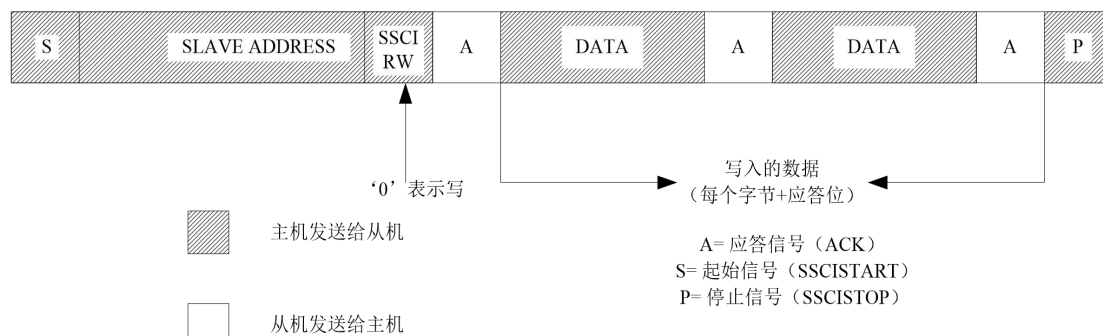 S
SLAVE ADDRESS
SSCI
RW
A
DATA
A
DATA
A
P
‘0’表示写
写入的数据
（每个字节+应答位）
主机发送给从机
A= 应答信号（ACK）
S= 起始信号（SSCISTART）
P= 停止信号（SSCISTOP）
从机发送给主机